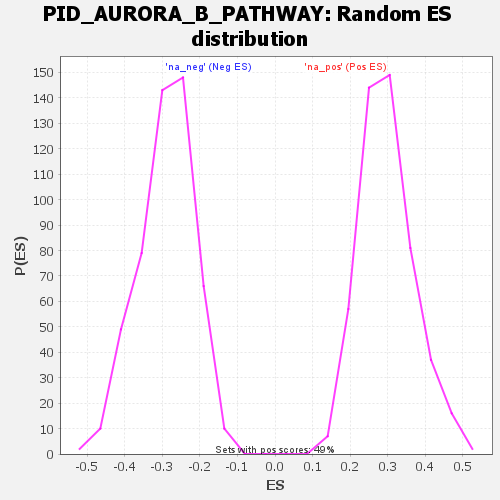 PID_AURORA_B_PATHWAY: Random ES
distribution
'na_neg' (Neg ES)
'na_pos' (Pos ES)
150
140
130
120
110
100
90
80
70
60
50
40
30
20
10
0
P(ES)
Sets with pos scores: 49%
-0.5 -0.4 -0.3 -0.2 -0.1 0.0 0.1 0.2 0.3 0.4 0.5
ES